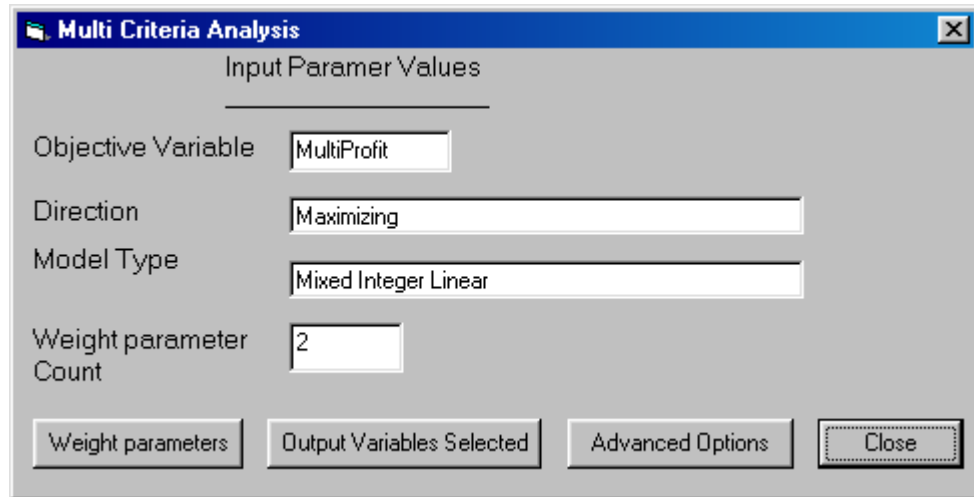 Multi Criteria Analysis
Input Paramer Values
Objective Variable
MultiProfit
Direction
Maximizing
Model Type
Mixed Integer Linear
Weight parameter
Count
2
Weight parameters
Output Variables Selected
Advanced Options
Close